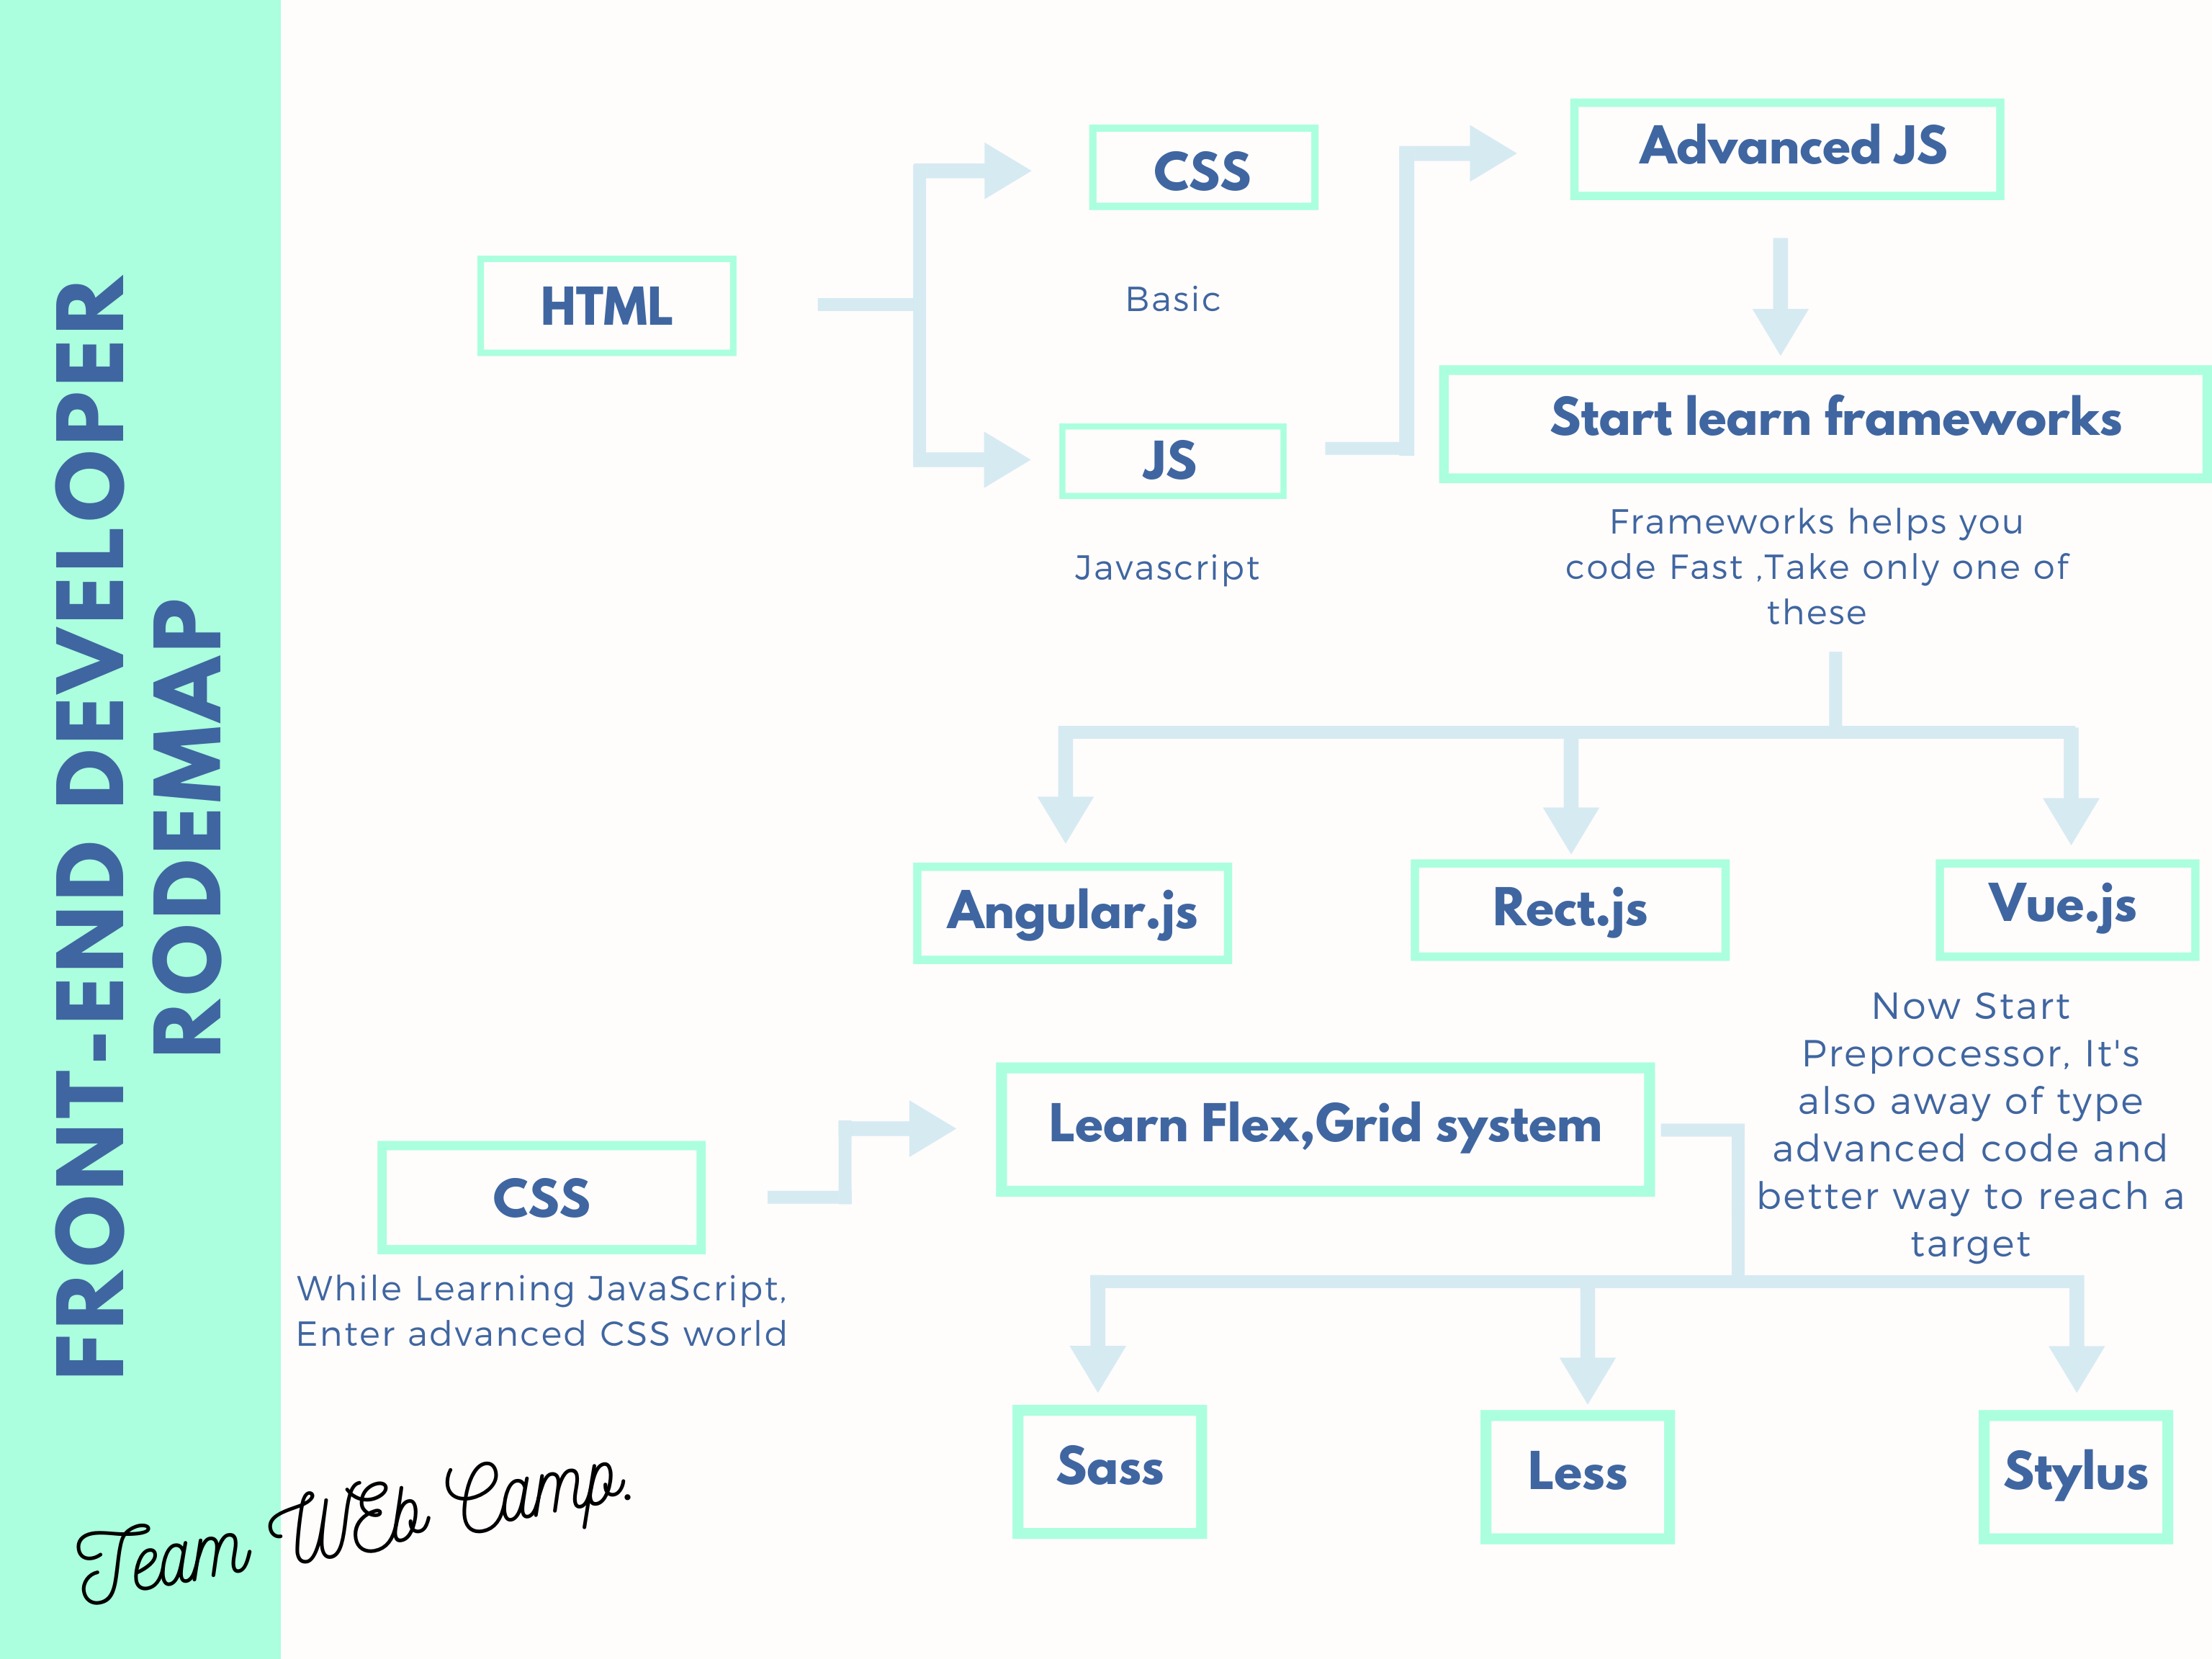 FRONT-END DEVELOPER
RODEMAP
HTML
CSS
Basic
JS
Javascript
Advanced JS
Start learn frameworks
Frameworks helps you
code Fast ,Take only one of
these
Angular.js
Rect.js
Vue.js
CSS
While Learning JavaScript,
Enter advanced CSS world
Learn Flex,Grid system
Now Start
Preprocessor, It's
also away of type
advanced code and
better way to reach a
target
Sass
Less
Stylus
Team WEb Camp.